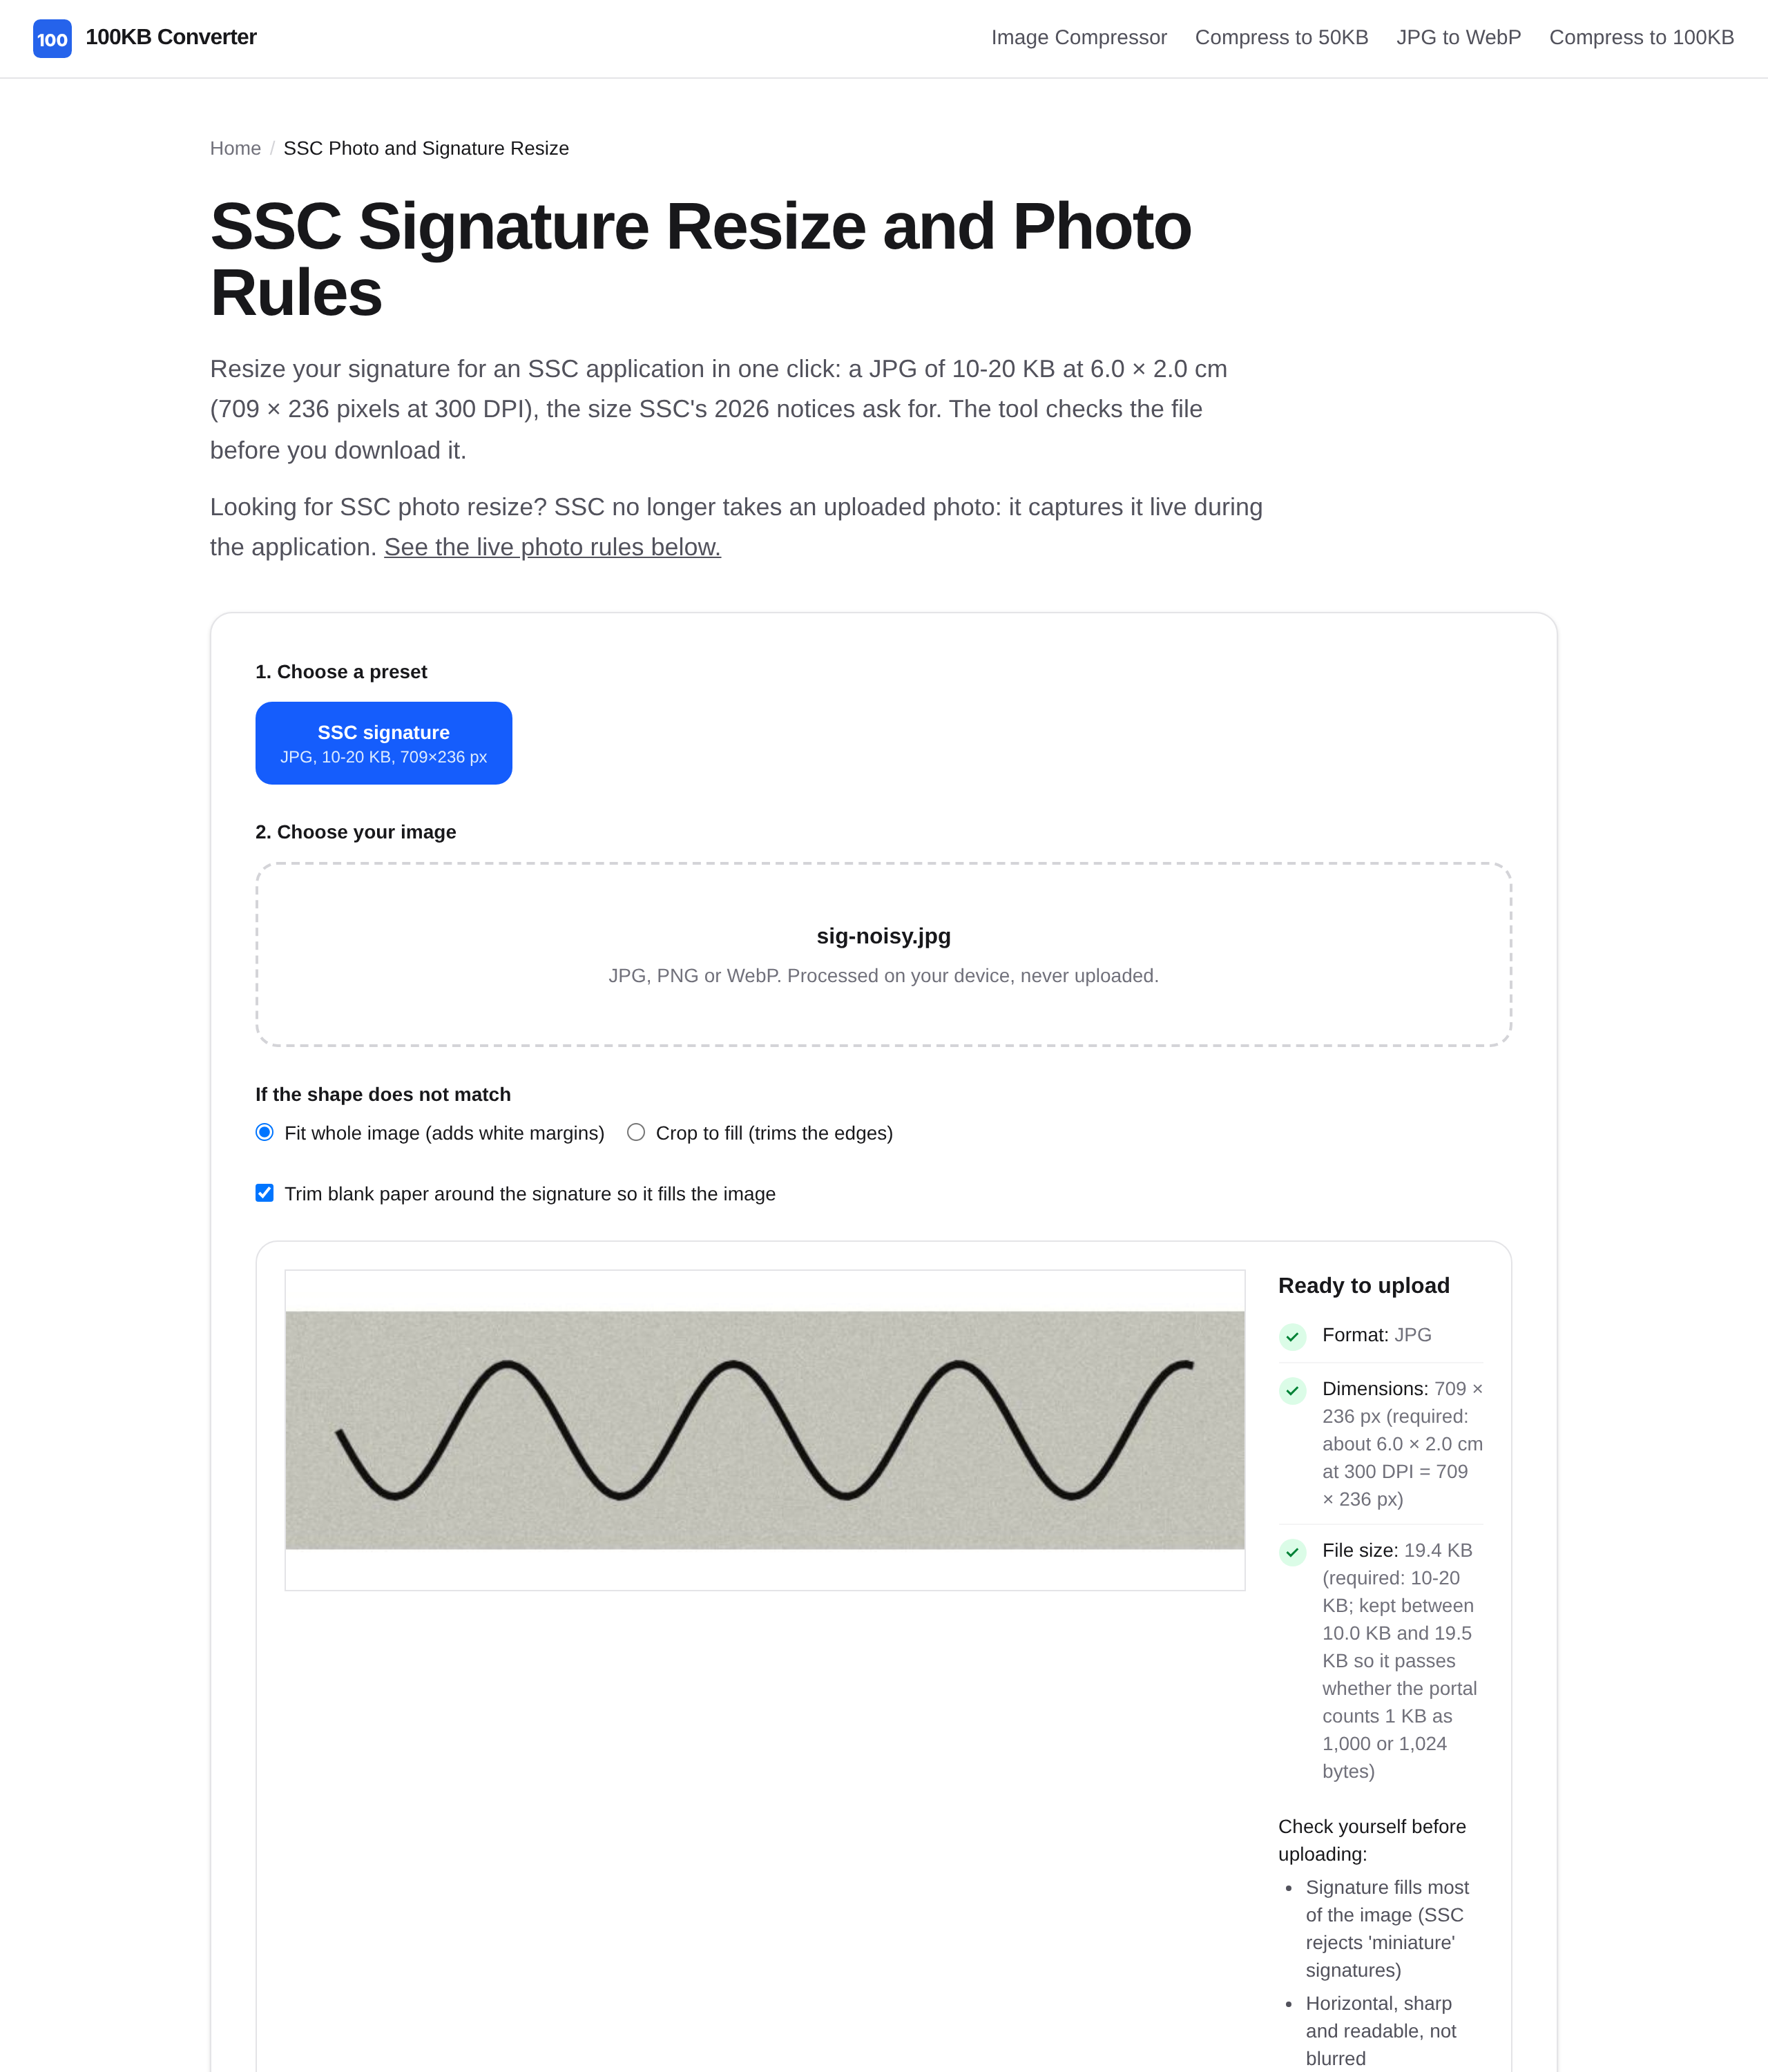 100 100KB Converter Image Compressor Compress to 50KB JPG to WebP Compress to 100KB
Home / SSC Photo and Signature Resize
SSC Signature Resize and Photo
Rules
Resize your signature for an SSC application in one click: a JPG of 10-20 KB at 6.0 × 2.0 cm
(709 × 236 pixels at 300 DPI), the size SSC's 2026 notices ask for. The tool checks the file
before you download it.
Looking for SSC photo resize? SSC no longer takes an uploaded photo: it captures it live during
the application. See the live photo rules below.
1. Choose a preset
SSC signature
JPG, 10-20 KB, 709×236 px
2. Choose your image
sig-noisy.jpg
JPG, PNG or WebP. Processed on your device, never uploaded.
If the shape does not match
Fit whole image (adds white margins) Crop to fill (trims the edges)
Trim blank paper around the signature so it fills the image
Ready to upload
Format: JPG
Dimensions: 709 ×
236 px (required:
about 6.0 × 2.0 cm
at 300 DPI = 709
× 236 px)
File size: 19.4 KB
(required: 10-20
KB; kept between
10.0 KB and 19.5
KB so it passes
whether the portal
counts 1 KB as
1,000 or 1,024
bytes)
Check yourself before
uploading:
• Signature fills most
of the image (SSC
rejects 'miniature'
signatures)
• Horizontal, sharp
and readable, not
blurred